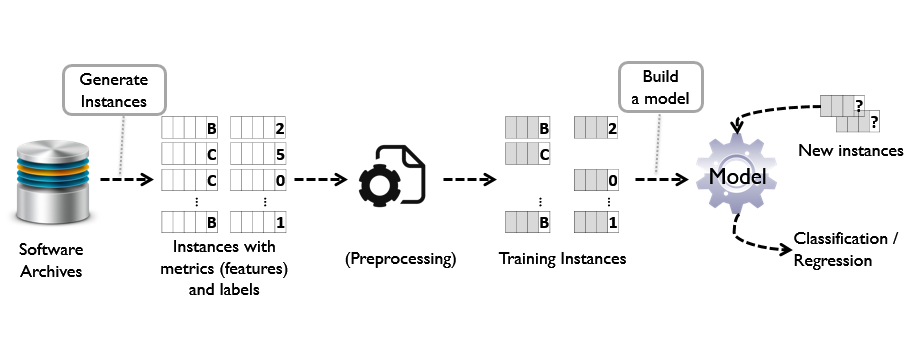 Generate
Instances
Build
a model
B 2
C 5
C 0
⋮ ⋮
B 1
B 2
C
0
⋮ ⋮
B 1
?
?
New instances
Model
Software
Archives
Instances with
metrics (features)
and labels
(Preprocessing)
Training Instances
Classification /
Regression